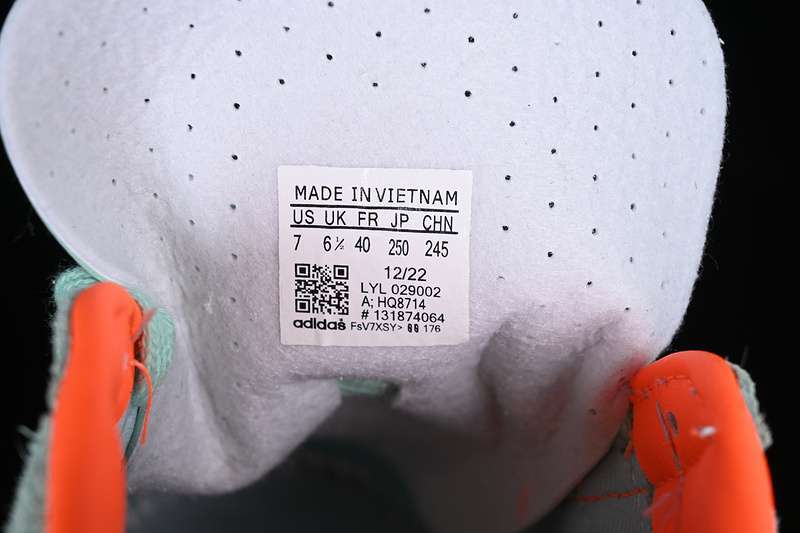 MADE IN VIETNAM
US UK FR JP CHN
7 6½ 40 250 245
12/22
LYL 029002
A; HQ8714
# 131874064
adidas FsV7XSY> 00 176